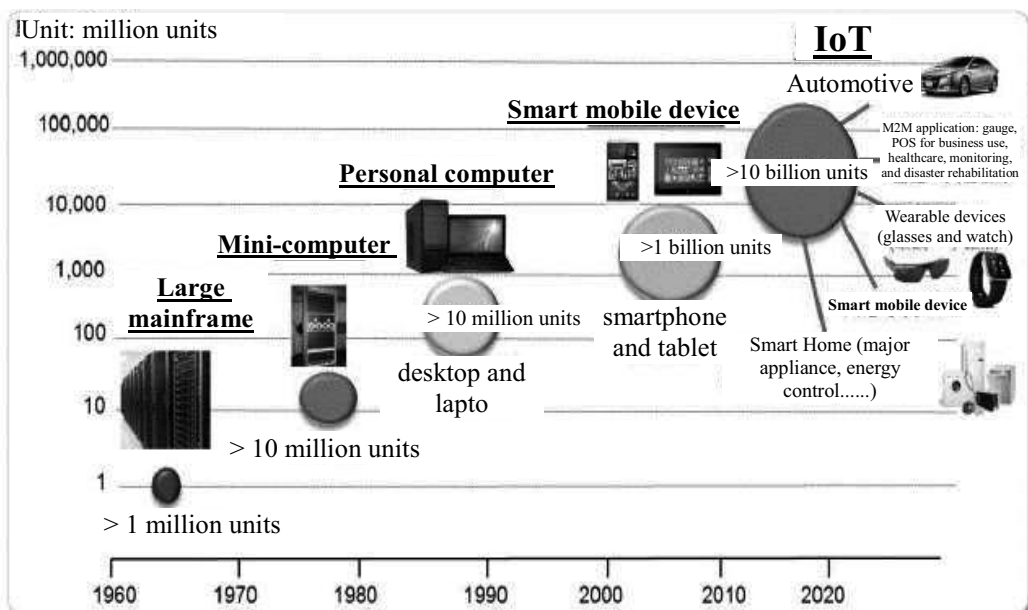 Unit: million units
1,000,000
100,000
10,000
1,000
100
10
1
Large
mainframe
> 1 million units
Mini-computer
> 10 million units
Personal computer
> 10 million units
desktop and
lapto
Smart mobile device
>1 billion units
smartphone
and tablet
IoT
>10 billion units
Automotive
M2M application: gauge,
POS for business use,
healthcare, monitoring,
and disaster rehabilitation
Wearable devices
(glasses and watch)
Smart mobile device
Smart Home (major
appliance, energy
control......)
1960
1970
1980
1990
2000
2010
2020